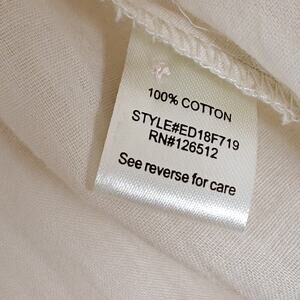 100% COTTON
STYLE#ED18F719
RN#126512
See reverse for care